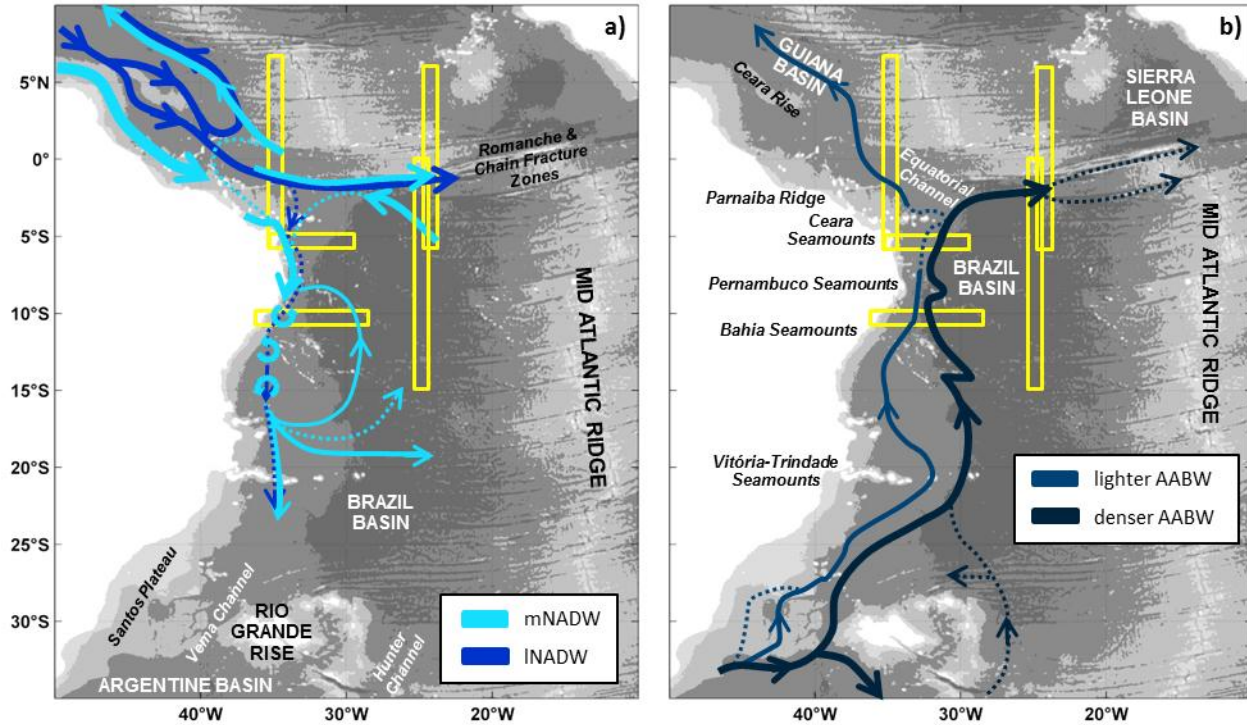 a)
5°N
0°
5°S
10°S
15°S
20°S
25°S
30°S
Romanche &
Chain Fracture
Zones
MID ATLANTIC RIDGE
BRAZIL
BASIN
Santos Plateau
Vema Channel
RIO
GRANDE
RISE
Hunter
Channel
ARGENTINE BASIN
mNADW
lNADW
40°W
30°W
20°W
b)
GUIANA
BASIN
Ceara Rise
SIERRA
LEONE
BASIN
Equatorial
Channel
Parnaiba Ridge
Ceara
Seamounts
BRAZIL
BASIN
Pernambuco Seamounts
Bahia Seamounts
MID ATLANTIC RIDGE
Vitória-Trindade
Seamounts
lighter AABW
denser AABW
40°W
30°W
20°W